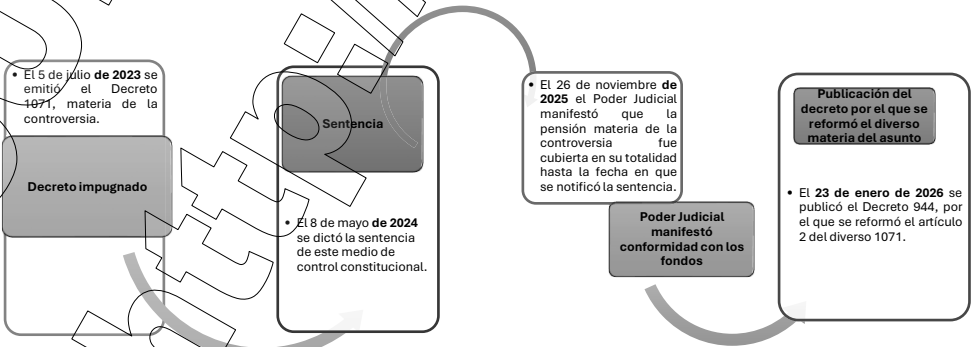 • El 5 de julio de 2023 se
emitió el Decreto
1071, materia de la
controversia.
Decreto impugnado
Sentencia
• El 8 de mayo de 2024
se dictó la sentencia
de este medio de
control constitucional.
• El 26 de noviembre de
2025 el Poder Judicial
manifestó que la
pensión materia de la
controversia fue
cubierta en su totalidad
hasta la fecha en que
se notificó la sentencia.
Poder Judicial
manifestó
conformidad con los
fondos
Publicación del
decreto por el que se
reformó el diverso
materia del asunto
• El 23 de enero de 2026 se
publicó el Decreto 944, por
el que se reformó el artículo
2 del diverso 1071.